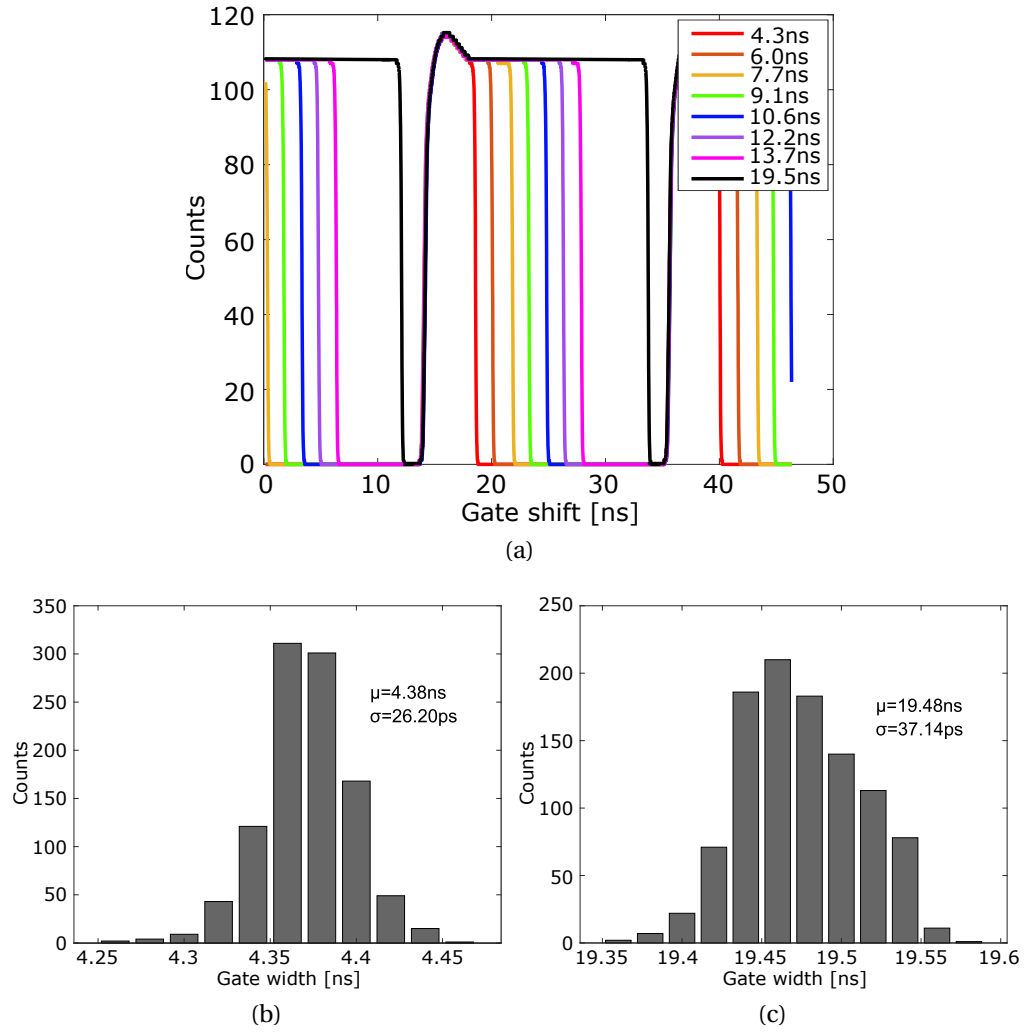 120
100
80
60
40
20
0
Counts
0 10 20 30 40 50
Gate shift [ns]
4.3ns
6.0ns
7.7ns
9.1ns
10.6ns
12.2ns
13.7ns
19.5ns
(a)
350
300
250
200
150
100
50
0
Counts
μ=4.38ns
σ=26.20ps
4.25 4.3 4.35 4.4 4.45
Gate width [ns]
(b)
250
200
150
100
50
0
Counts
μ=19.48ns
σ=37.14ps
19.35 19.4 19.45 19.5 19.55 19.6
Gate width [ns]
(c)